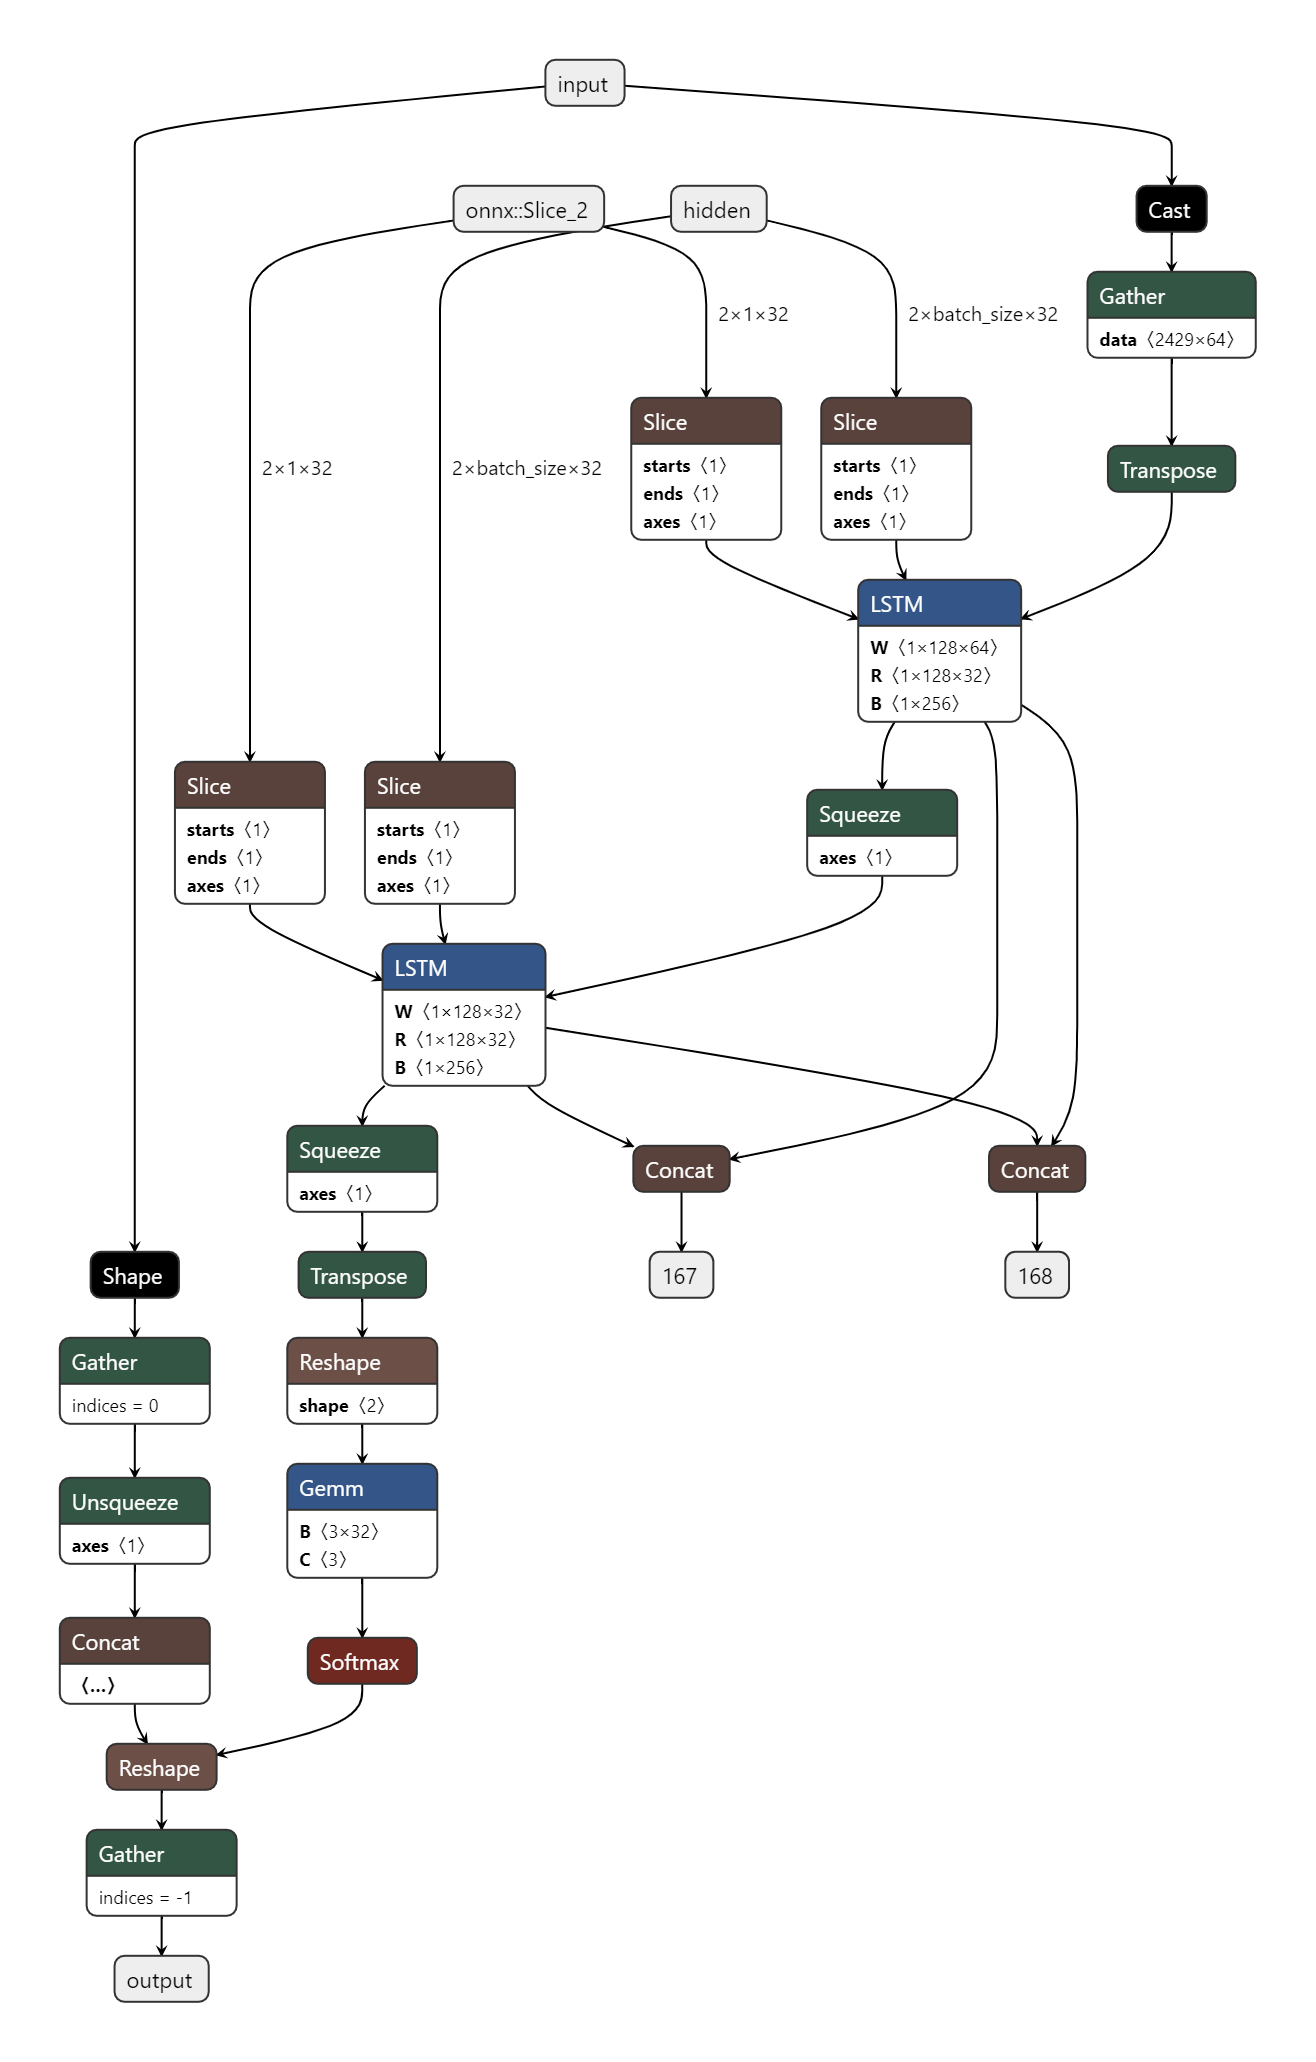 input
onnx::Slice_2
hidden
Cast
Gather
data 〈2429×64〉
2×1×32
2×batch_size×32
Slice
starts 〈1〉
ends 〈1〉
axes 〈1〉
Slice
starts 〈1〉
ends 〈1〉
axes 〈1〉
Transpose
2×1×32
2×batch_size×32
LSTM
W 〈1×128×64〉
R 〈1×128×32〉
B 〈1×256〉
Slice
starts 〈1〉
ends 〈1〉
axes 〈1〉
Slice
starts 〈1〉
ends 〈1〉
axes 〈1〉
Squeeze
axes 〈1〉
LSTM
W 〈1×128×32〉
R 〈1×128×32〉
B 〈1×256〉
Squeeze
axes 〈1〉
Concat
Concat
Shape
Transpose
167
168
Gather
indices = 0
Reshape
shape 〈2〉
Unsqueeze
axes 〈1〉
Gemm
B 〈3×32〉
C 〈3〉
Concat
〈...〉
Softmax
Reshape
Gather
indices = -1
output